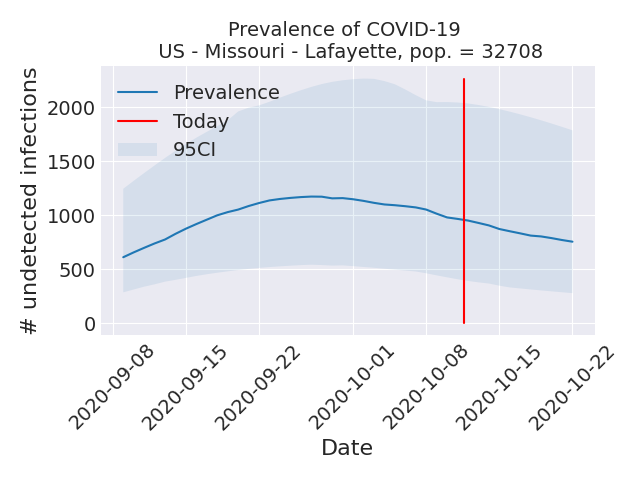 Prevalence of COVID-19
US - Missouri - Lafayette, pop. = 32708
# undetected infections
2000
1500
1000
500
0
Prevalence
Today
95CI
2020-09-08
2020-09-15
2020-09-22
2020-10-01
2020-10-08
2020-10-15
2020-10-22
Date